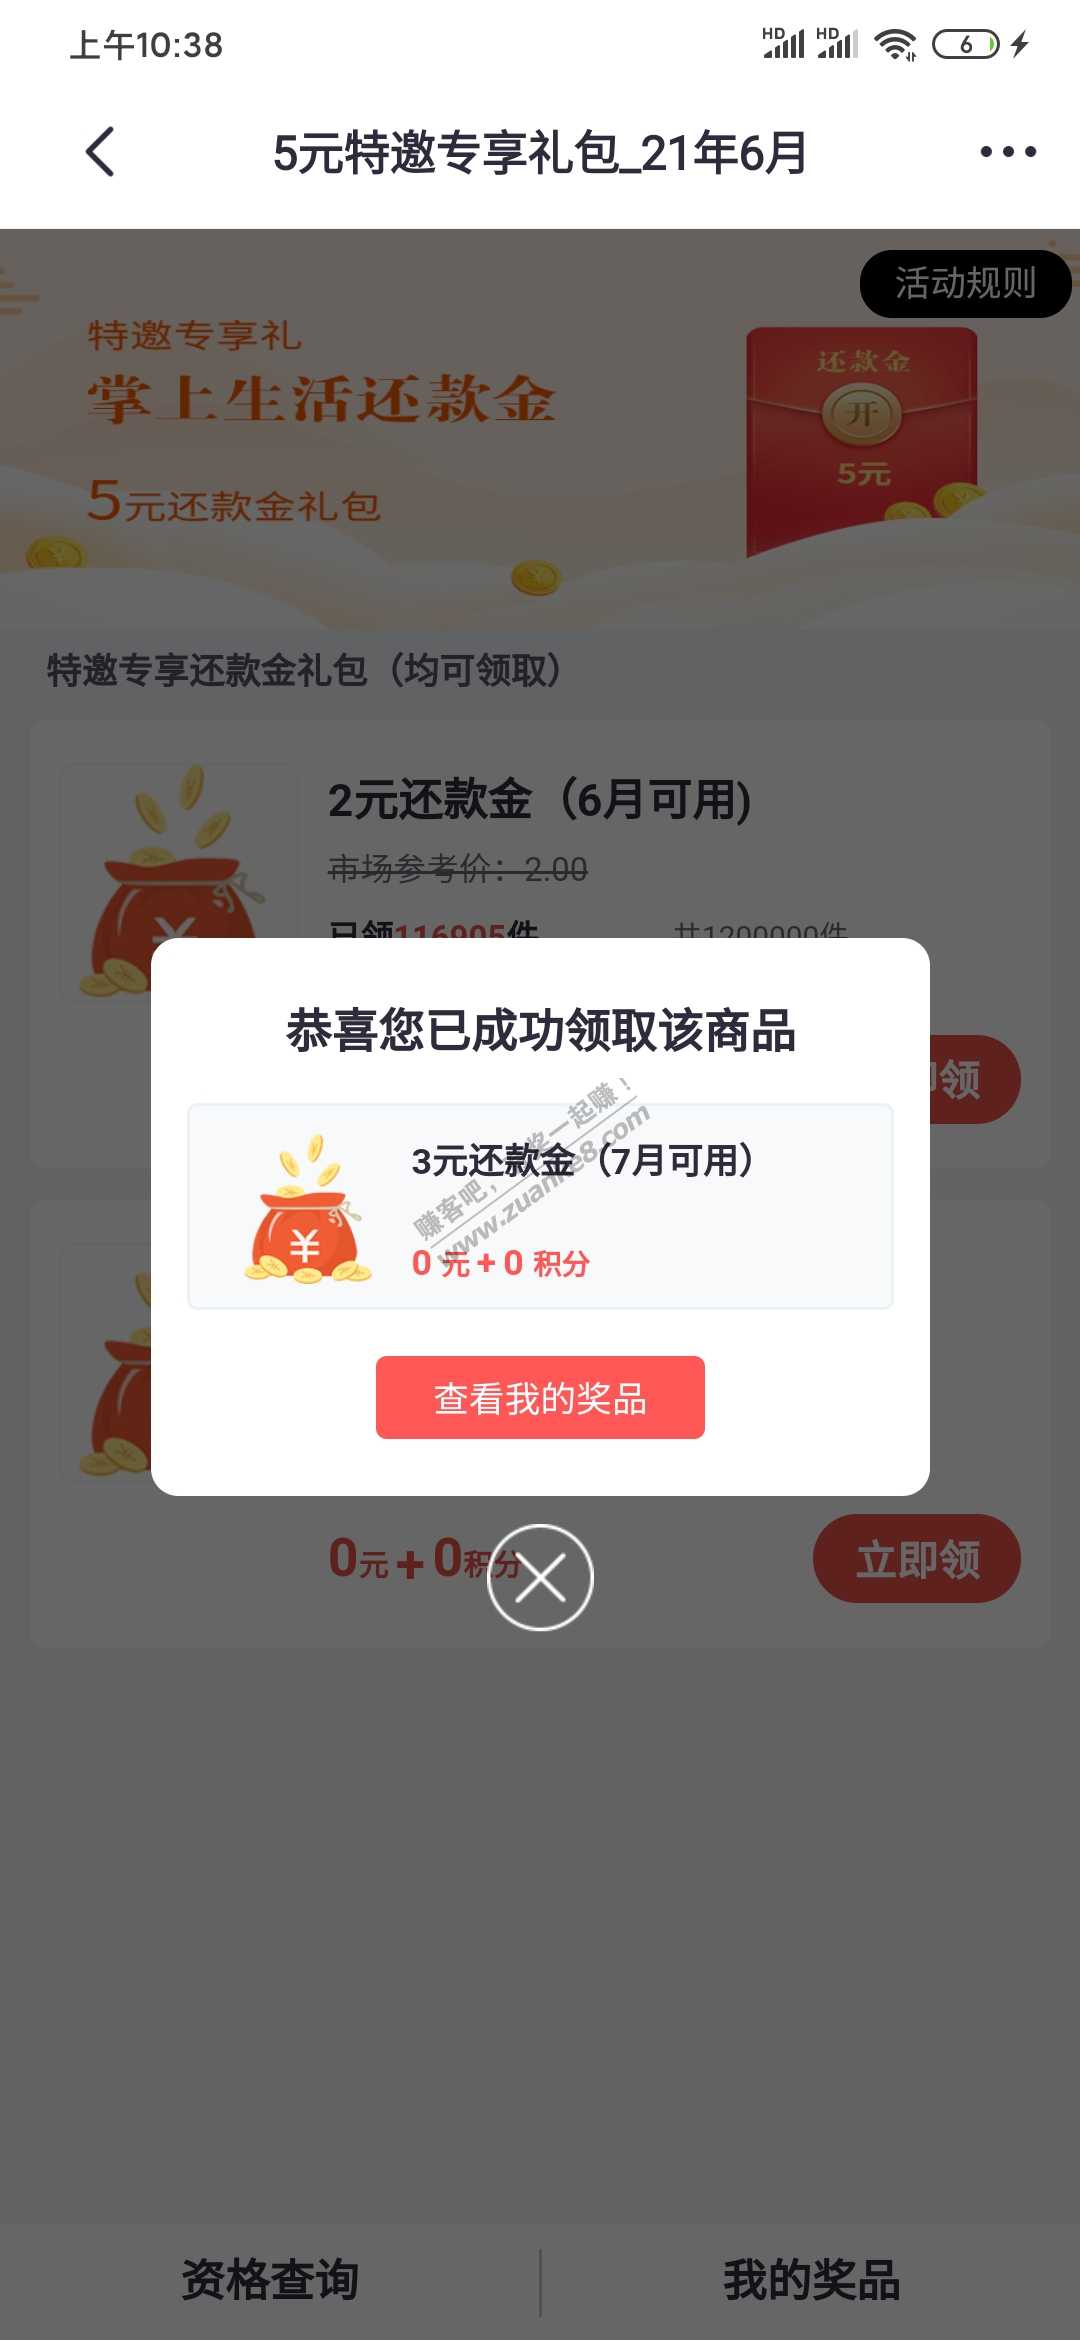 上午10:38
HD HD 6
5元特邀专享礼包_21年6月
活动规则
特邀专享礼
掌上生活还款金
5元还款金礼包
还款金
开
5元
特邀专享还款金礼包（均可领取）
2元还款金（6月可用)
市场参考价：2.00
已领116905件 共1200000件
即领
恭喜您已成功领取该商品
3元还款金（7月可用）
0 元 + 0 积分
赚客吧，有奖一起赚！
www.zuanke8.com
查看我的奖品
0元+0积分
立即领
资格查询
我的奖品